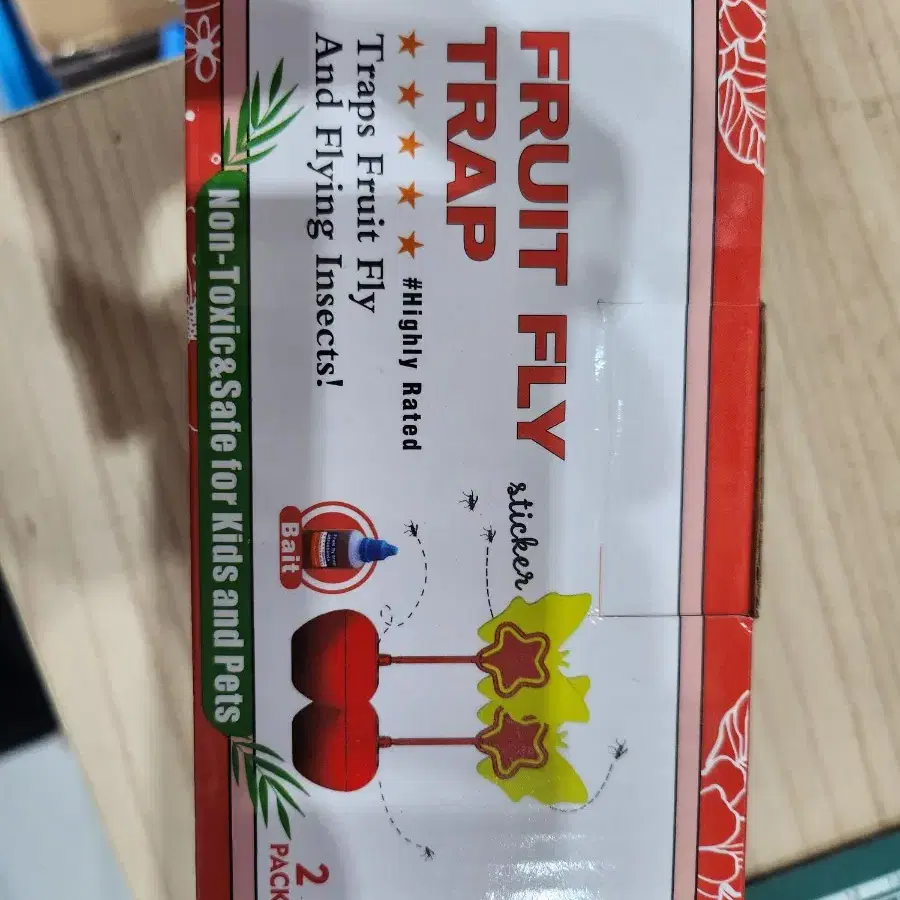 FRUIT FLY
TRAP
sticker
#Highly Rated
Traps Fruit Fly
And Flying Insects!
Bait
Non-Toxic&Safe for Kids and Pets
2
PACK